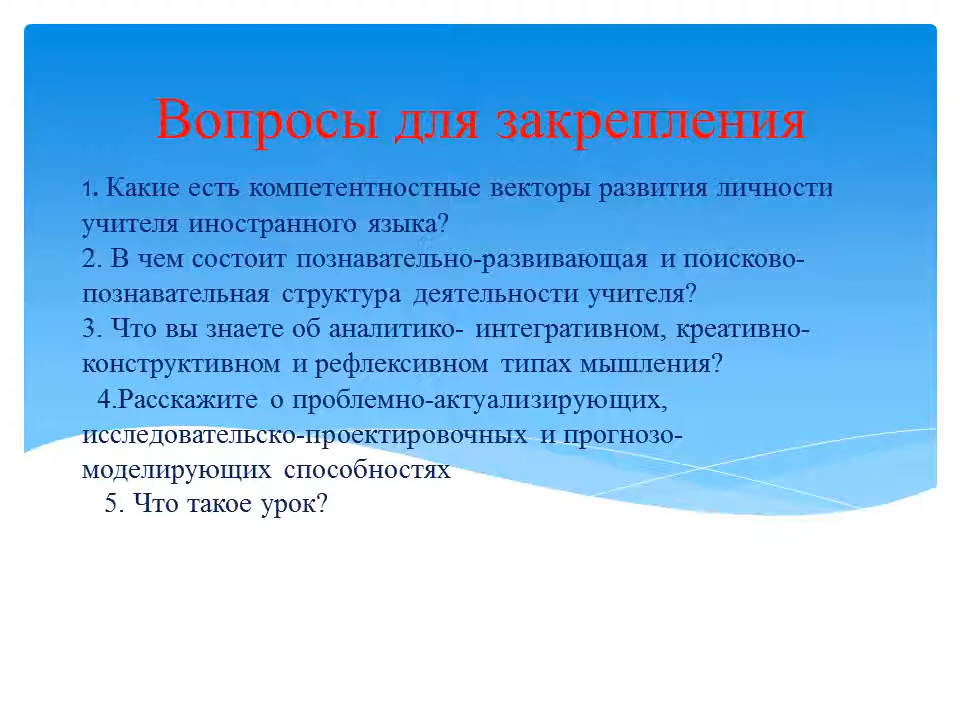 Вопросы для закрепления
1. Какие есть компетентностные векторы развития личности
учителя иностранного языка?
2. В чем состоит познавательно-развивающая и поисково-
познавательная структура деятельности учителя?
3. Что вы знаете об аналитико- интегративном, креативно-
конструктивном и рефлексивном типах мышления?
4.Расскажите о проблемно-актуализирующих,
исследовательско-проектировочных и прогнозо-
моделирующих способностях
5. Что такое урок?